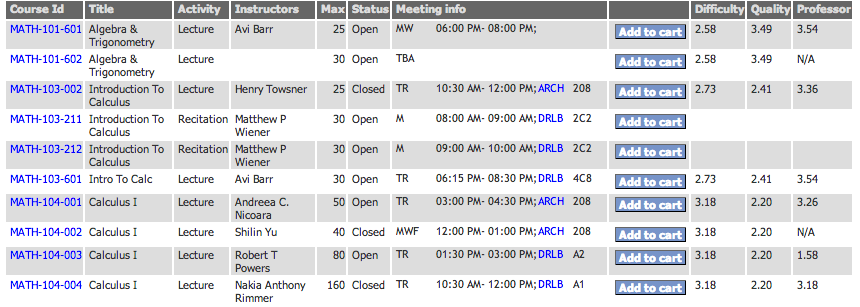 Course Id Title Activity Instructors Max Status Meeting info Difficulty Quality Professor
MATH-101-601 Algebra & Lecture Avi Barr 25 Open MW 06:00 PM- 08:00 PM; Add to cart 2.58 3.49 3.54
Trigonometry
MATH-101-602 Algebra & Lecture 30 Open TBA Add to cart 2.58 3.49 N/A
Trigonometry
MATH-103-002 Introduction To Lecture Henry Towsner 25 Closed TR 10:30 AM- 12:00 PM; ARCH 208 Add to cart 2.73 2.41 3.36
Calculus
MATH-103-211 Introduction To Recitation Matthew P 30 Open M 08:00 AM- 09:00 AM; DRLB 2C2 Add to cart
Calculus Wiener
MATH-103-212 Introduction To Recitation Matthew P 30 Open M 09:00 AM- 10:00 AM; DRLB 2C2 Add to cart
Calculus Wiener
MATH-103-601 Intro To Calc Lecture Avi Barr 30 Open TR 06:15 PM- 08:30 PM; DRLB 4C8 Add to cart 2.73 2.41 3.54
MATH-104-001 Calculus I Lecture Andreea C. 50 Open TR 03:00 PM- 04:30 PM; ARCH 208 Add to cart 3.18 2.20 3.26
Nicoara
MATH-104-002 Calculus I Lecture Shilin Yu 40 Closed MWF 12:00 PM- 01:00 PM; ARCH 208 Add to cart 3.18 2.20 N/A
MATH-104-003 Calculus I Lecture Robert T 80 Open TR 01:30 PM- 03:00 PM; DRLB A2 Add to cart 3.18 2.20 1.58
Powers
MATH-104-004 Calculus I Lecture Nakia Anthony 160 Closed TR 10:30 AM- 12:00 PM; DRLB A1 Add to cart 3.18 2.20 3.18
Rimmer